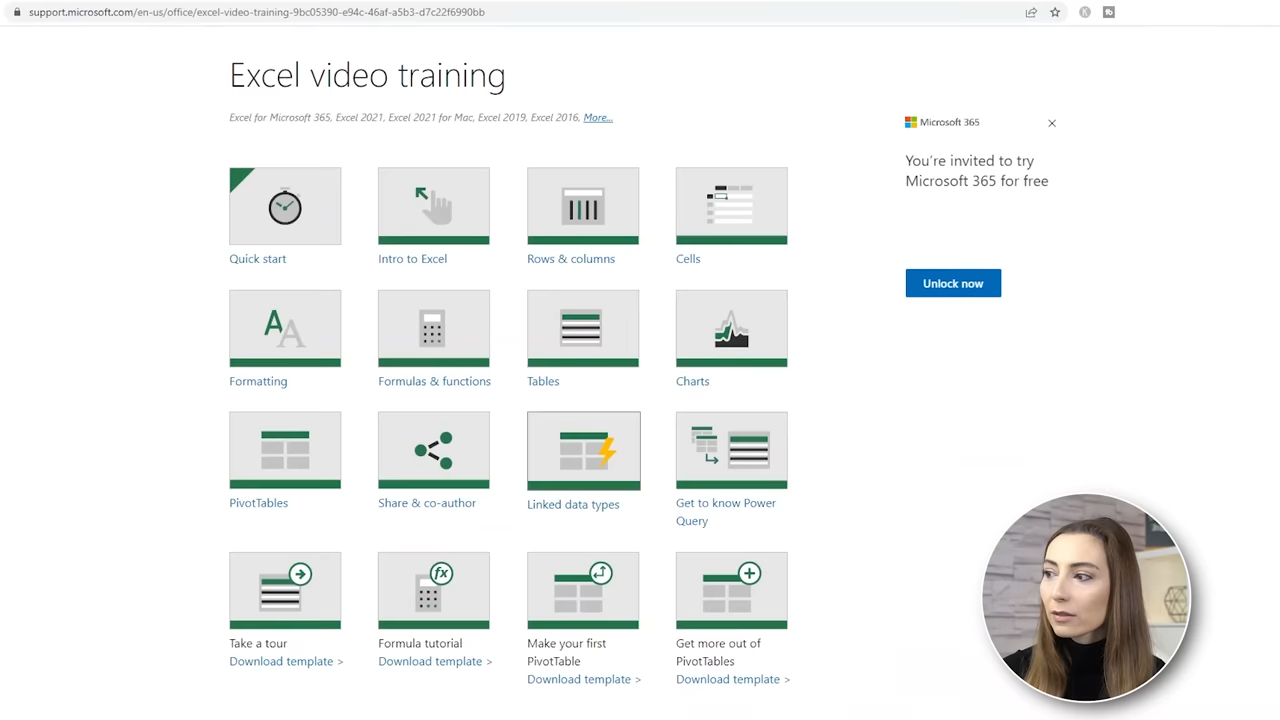 support.microsoft.com/en-us/office/excel-video-training-9bc05390-e94c-46af-a5b3-d7c22f6990bb
Excel video training
Excel for Microsoft 365, Excel 2021, Excel 2021 for Mac, Excel 2019, Excel 2016, More...
Microsoft 365
You're invited to try
Microsoft 365 for free
Unlock now
Quick start
Intro to Excel
Rows & columns
Cells
A A
Formatting
Formulas & functions
Tables
Charts
PivotTables
Share & co-author
Linked data types
Get to know Power
Query
fx
Take a tour
Download template >
Formula tutorial
Download template >
Make your first
PivotTable
Download template >
Get more out of
PivotTables
Download template >